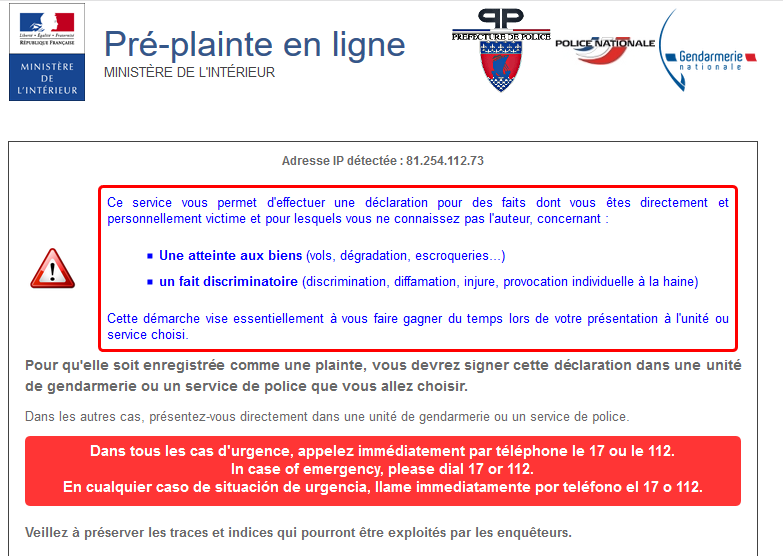 Liberté • Égalité • Fraternité
RÉPUBLIQUE FRANÇAISE
MINISTÈRE
DE
L'INTÉRIEUR
Pré-plainte en ligne
MINISTÈRE DE L'INTÉRIEUR
PP
PREFECTURE DE POLICE
POLICE NATIONALE
Gendarmerie
nationale
Adresse IP détectée : 81.254.112.73
Ce service vous permet d'effectuer une déclaration pour des faits dont vous êtes directement et
personnellement victime et pour lesquels vous ne connaissez pas l'auteur, concernant :
Une atteinte aux biens (vols, dégradation, escroqueries...)
un fait discriminatoire (discrimination, diffamation, injure, provocation individuelle à la haine)
Cette démarche vise essentiellement à vous faire gagner du temps lors de votre présentation à l'unité ou
service choisi.
Pour qu'elle soit enregistrée comme une plainte, vous devrez signer cette déclaration dans une unité
de gendarmerie ou un service de police que vous allez choisir.
Dans les autres cas, présentez-vous directement dans une unité de gendarmerie ou un service de police.
Dans tous les cas d'urgence, appelez immédiatement par téléphone le 17 ou le 112.
In case of emergency, please dial 17 or 112.
En cualquier caso de situación de urgencia, llame immediatamente por teléfono el 17 o 112.
Veillez à préserver les traces et indices qui pourront être exploités par les enquêteurs.